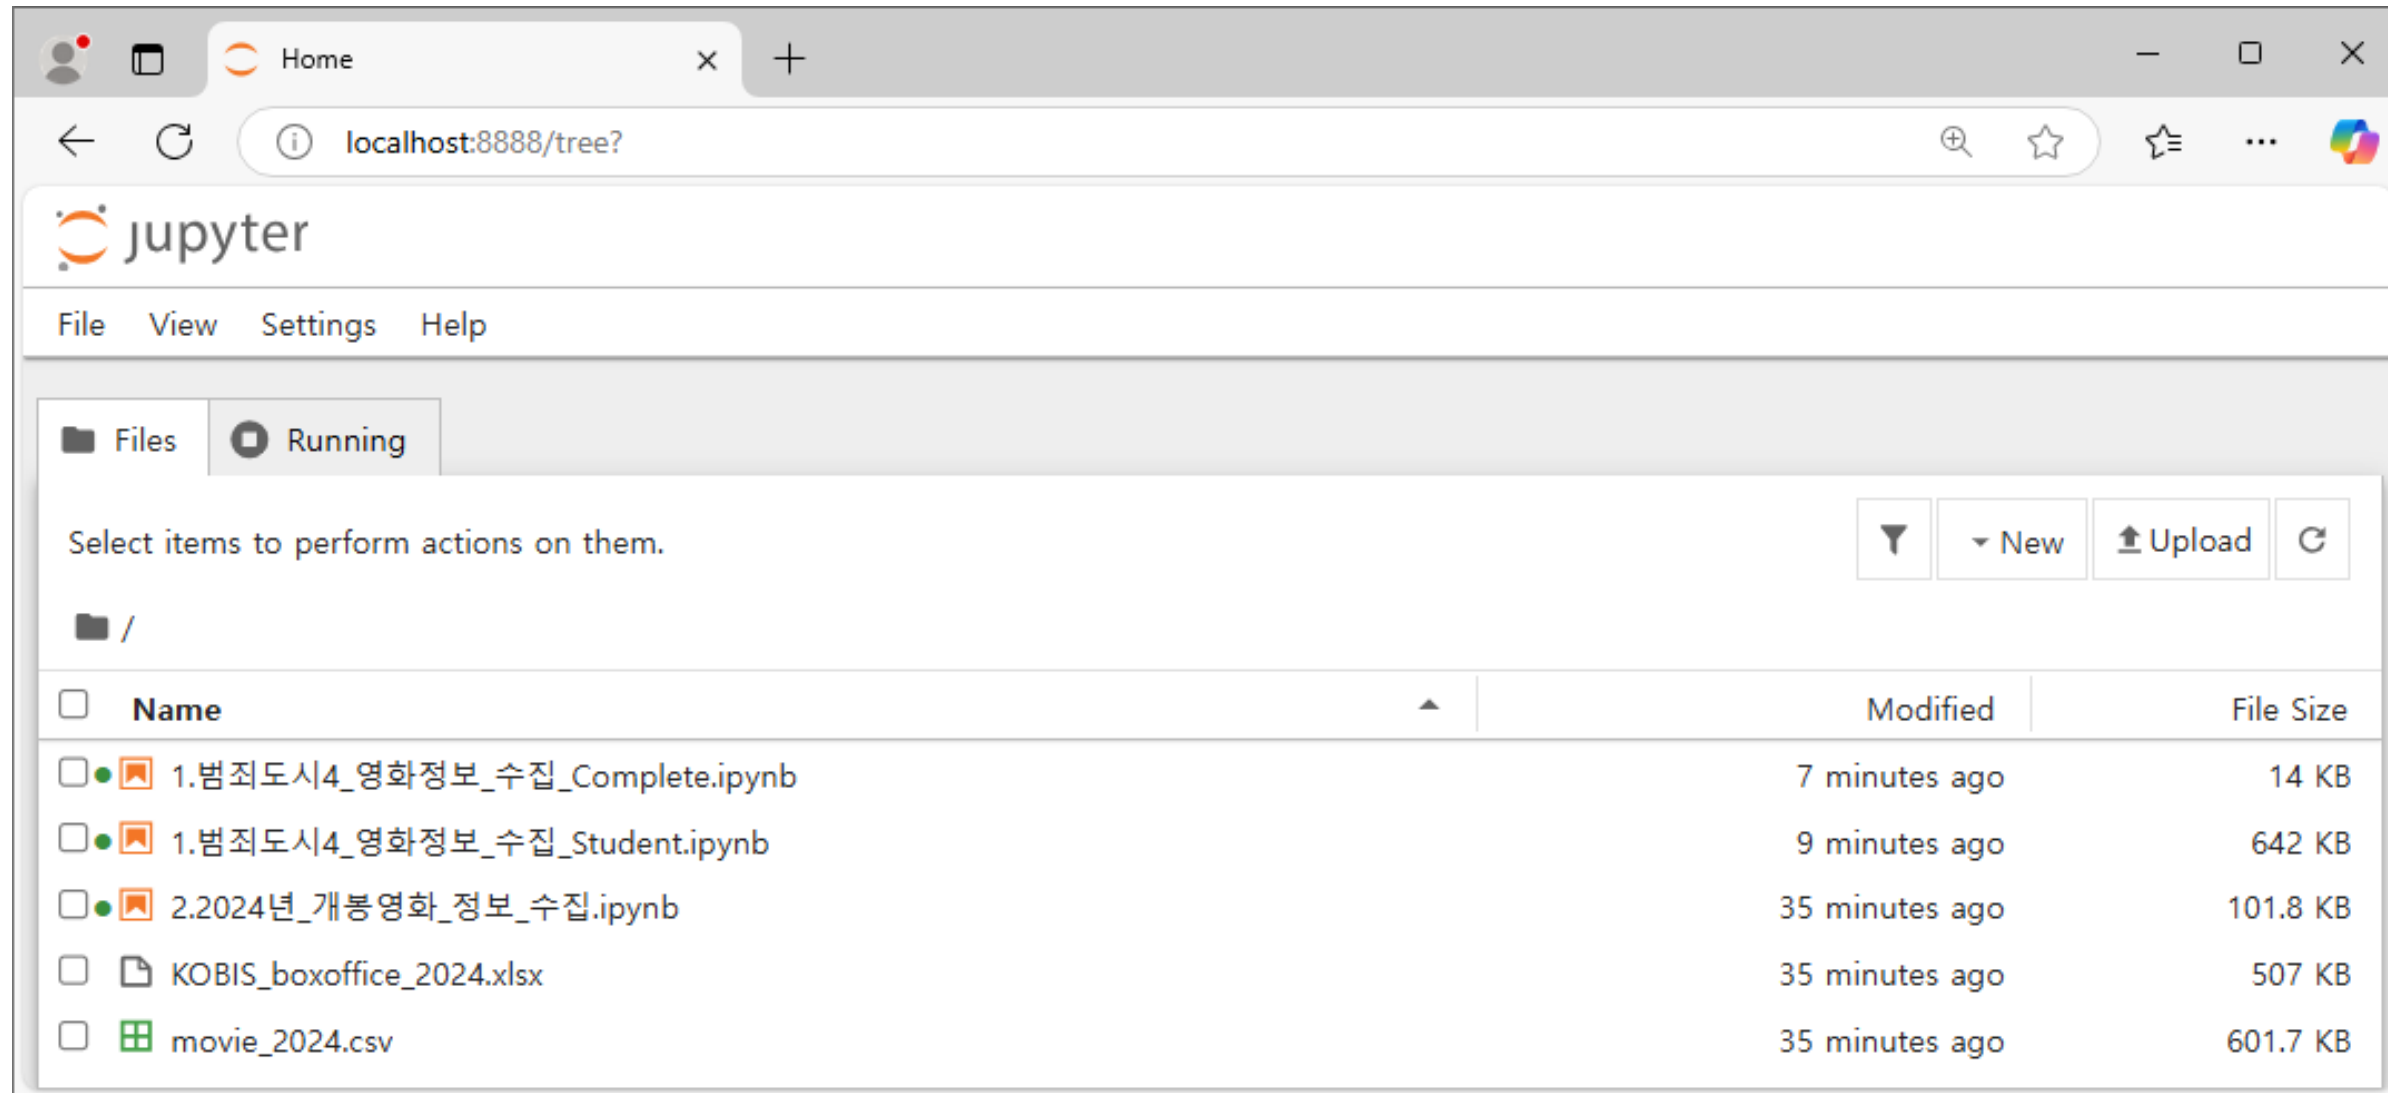 Home
localhost:8888/tree?
jupyter
File View Settings Help
Files Running
Select items to perform actions on them.
New Upload
/
Name Modified File Size
1.범죄도시4_영화정보_수집_Complete.ipynb 7 minutes ago 14 KB
1.범죄도시4_영화정보_수집_Student.ipynb 9 minutes ago 642 KB
2.2024년_개봉영화_정보_수집.ipynb 35 minutes ago 101.8 KB
KOBIS_boxoffice_2024.xlsx 35 minutes ago 507 KB
movie_2024.csv 35 minutes ago 601.7 KB